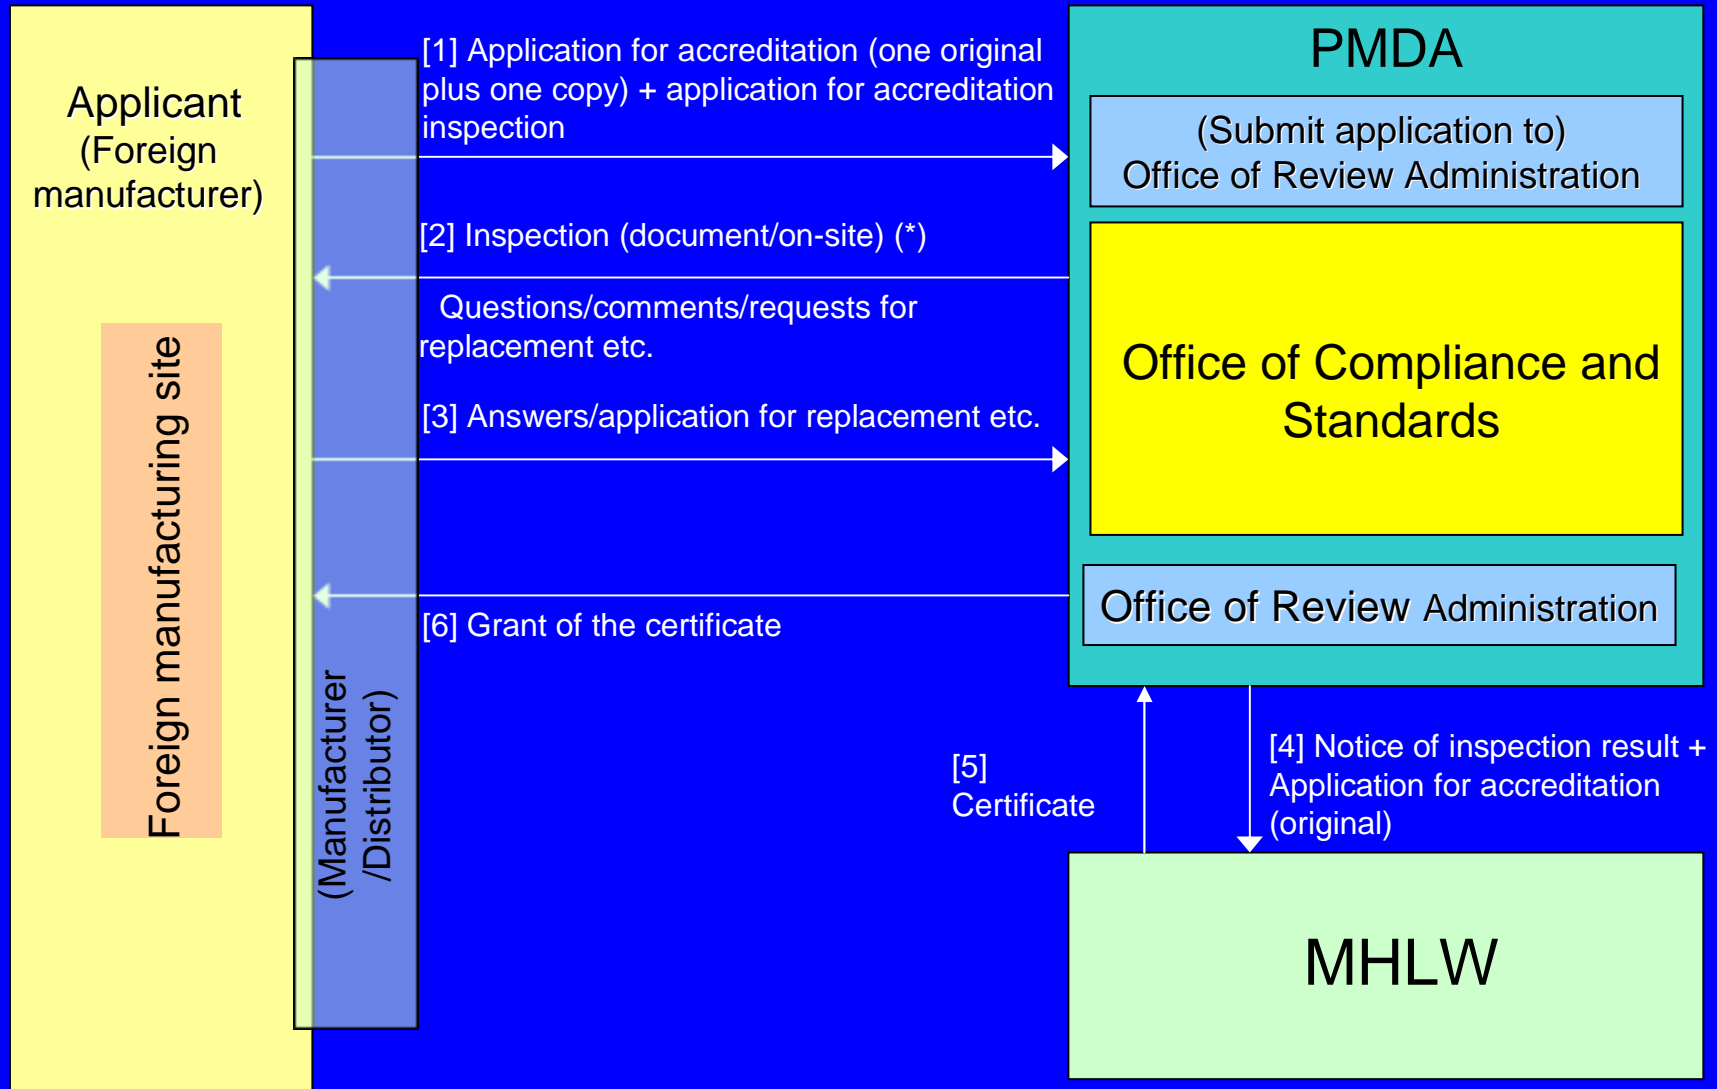 Applicant
(Foreign
manufacturer)
Foreign manufacturing site
(Manufacturer
/Distributor)
[1] Application for accreditation (one original
plus one copy) + application for accreditation
inspection
[2] Inspection (document/on-site) (*)
Questions/comments/requests for
replacement etc.
[3] Answers/application for replacement etc.
[6] Grant of the certificate
PMDA
(Submit application to)
Office of Review Administration
Office of Compliance and
Standards
Office of Review Administration
[5]
Certificate
[4] Notice of inspection result +
Application for accreditation
(original)
MHLW